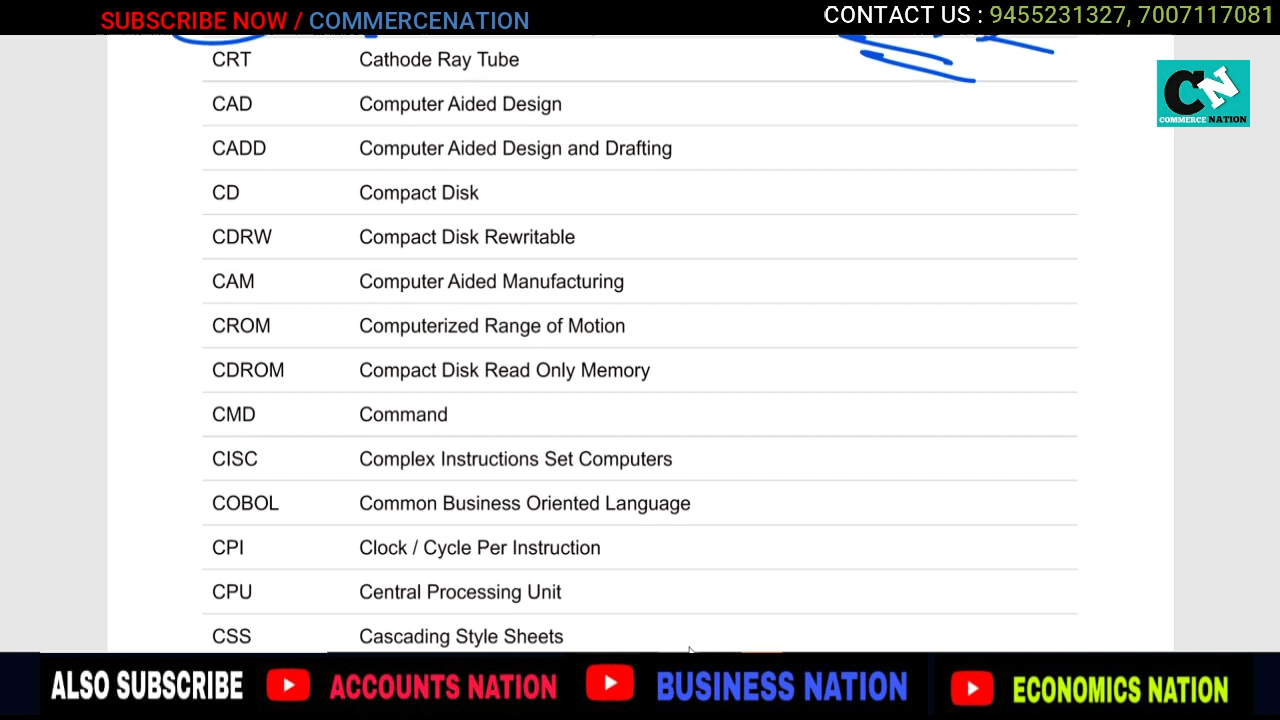 SUBSCRIBE NOW / COMMERCENATION
CONTACT US : 9455231327, 7007117081
CN
COMMERCE NATION
CRT Cathode Ray Tube
CAD Computer Aided Design
CADD Computer Aided Design and Drafting
CD Compact Disk
CDRW Compact Disk Rewritable
CAM Computer Aided Manufacturing
CROM Computerized Range of Motion
CDROM Compact Disk Read Only Memory
CMD Command
CISC Complex Instructions Set Computers
COBOL Common Business Oriented Language
CPI Clock / Cycle Per Instruction
CPU Central Processing Unit
CSS Cascading Style Sheets
ALSO SUBSCRIBE ACCOUNTS NATION BUSINESS NATION ECONOMICS NATION